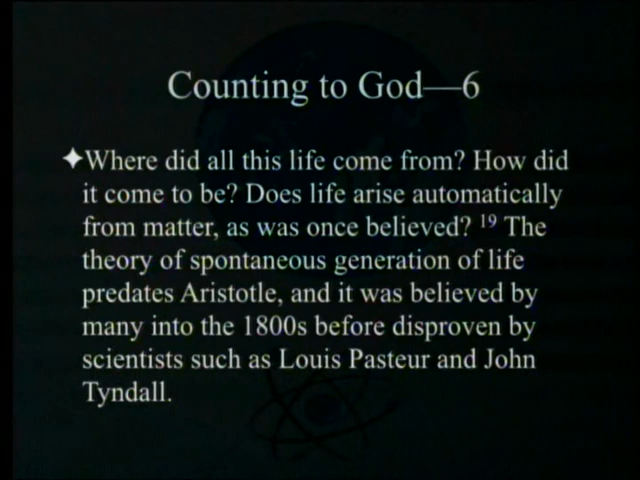 Counting to God—6
✦Where did all this life come from? How did
it come to be? Does life arise automatically
from matter, as was once believed? ¹⁹ The
theory of spontaneous generation of life
predates Aristotle, and it was believed by
many into the 1800s before disproven by
scientists such as Louis Pasteur and John
Tyndall.